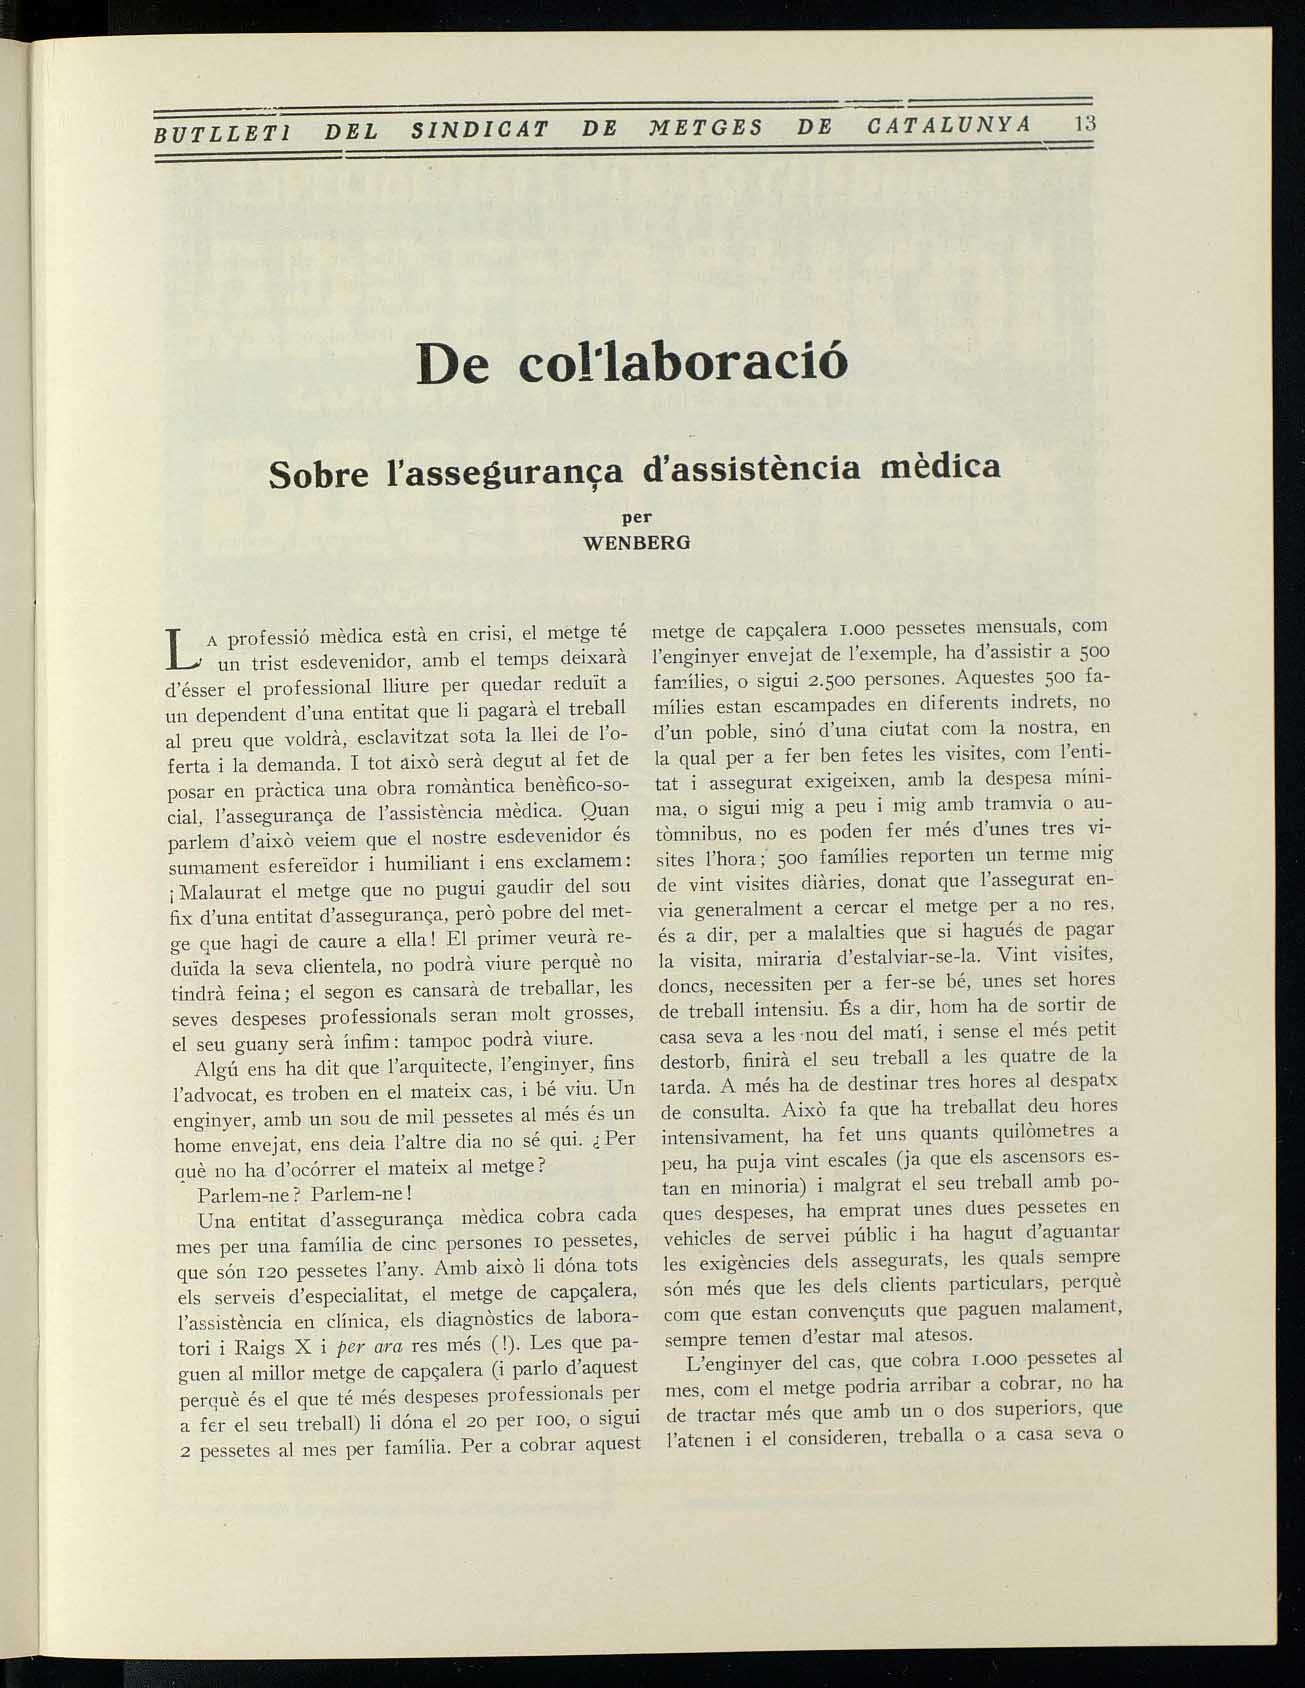 BUTLLETÍ DEL SINDICAT DE METGES DE CATALUNYA 13
De col·laboració
Sobre l'assegurança d'assistència mèdica
per
WENBERG
LA professió mèdica està en crisi, el metge té
un trist esdevenidor, amb el temps deixarà
d'ésser el professional lliure per quedar reduït a
un dependent d'una entitat que li pagarà el treball
al preu que voldrà, esclavitzat sota la llei de l'o-
ferta i la demanda. I tot això serà degut al fet de
posar en pràctica una obra romàntica benèfico-so-
cial, l'assegurança de l'assistència mèdica. Quan
parlem d'això veiem que el nostre esdevenidor és
sumament esfereïdor i humiliant i ens exclamem:
¡Malaurat el metge que no pugui gaudir del sou
fix d'una entitat d'assegurança, però pobre del met-
ge que hagi de caure a ella! El primer veurà re-
duïda la seva clientela, no podrà viure perquè no
tindrà feina; el segon es cansarà de treballar, les
seves despeses professionals seran molt grosses,
el seu guany serà ínfim: tampoc podrà viure.
Algú ens ha dit que l'arquitecte, l'enginyer, fins
l'advocat, es troben en el mateix cas, i bé viu. Un
enginyer, amb un sou de mil pessetes al més és un
home envejat, ens deia l'altre dia no sé qui. ¿Per
què no ha d'ocórrer el mateix al metge?
Parlem-ne? Parlem-ne!
Una entitat d'assegurança mèdica cobra cada
mes per una família de cinc persones 10 pessetes,
que són 120 pessetes l'any. Amb això li dóna tots
els serveis d'especialitat, el metge de capçalera,
l'assistència en clínica, els diagnòstics de labora-
tori i Raigs X i per ara res més (!). Les que pa-
guen al millor metge de capçalera (i parlo d'aquest
perquè és el que té més despeses professionals per
a fer el seu treball) li dóna el 20 per 100, o sigui
2 pessetes al mes per família. Per a cobrar aquest
metge de capçalera 1.000 pessetes mensuals, com
l'enginyer envejat de l'exemple, ha d'assistir a 500
famílies, o sigui 2.500 persones. Aquestes 500 fa-
mílies estan escampades en diferents indrets, no
d'un poble, sinó d'una ciutat com la nostra, en
la qual per a fer ben fetes les visites, com l'enti-
tat i assegurat exigeixen, amb la despesa míni-
ma, o sigui mig a peu i mig amb tramvia o au-
tòmnibus, no es poden fer més d'unes tres vi-
sites l'hora; 500 famílies reporten un terme mig
de vint visites diàries, donat que l'assegurat en-
via generalment a cercar el metge per a no res,
és a dir, per a malalties que si hagués de pagar
la visita, miraria d'estalviar-se-la. Vint visites,
doncs, necessiten per a fer-se bé, unes set hores
de treball intensiu. És a dir, hom ha de sortir de
casa seva a les nou del matí, i sense el més petit
destorb, finirà el seu treball a les quatre de la
tarda. A més ha de destinar tres hores al despatx
de consulta. Això fa que ha treballat deu hores
intensivament, ha fet uns quants quilòmetres a
peu, ha puja vint escales (ja que els ascensors es-
tan en minoria) i malgrat el seu treball amb po-
ques despeses, ha emprat unes dues pessetes en
vehicles de servei públic i ha hagut d'aguantar
les exigències dels assegurats, les quals sempre
són més que les dels clients particulars, perquè
com que estan convençuts que paguen malament,
sempre temen d'estar mal atesos.
L'enginyer del cas, que cobra 1.000 pessetes al
mes, com el metge podria arribar a cobrar, no ha
de tractar més que amb un o dos superiors, que
l'atenen i el consideren, treballa o a casa seva o